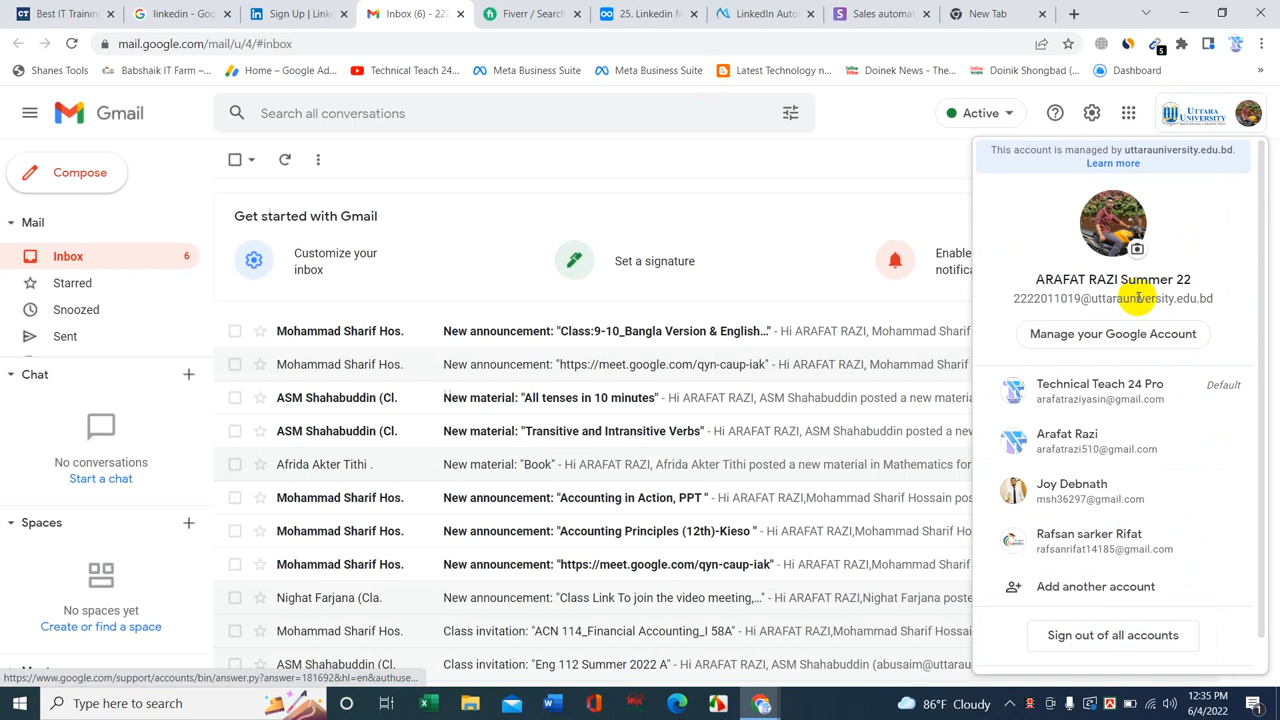 Best IT Farm
linkedin - Goo
Sign Up | Link
Inbox (6) - 22
Fiverr / Search
25. Linkedin M
LinkedIn Auto
Sales automat
New Tab
mail.google.com/mail/u/4/#inbox
5
Shanes Tools
Babshaik IT Farm –...
Home – Google Ad...
Technical Teach 24...
Meta Business Suite
Meta Business Suite
Latest Technology n...
Doinek News - The...
Doinik Shongbad (...
Dashboard
»
Gmail
Search all conversations
Active
UTTARA UNIVERSITY
This account is managed by uttarauniversity.edu.bd.
Learn more
ARAFAT RAZI Summer 22
2222011019@uttarauniversity.edu.bd
Manage your Google Account
Technical Teach 24 Pro
Default
arafatraziyasin@gmail.com
Arafat Razi
arafatrazi510@gmail.com
Joy Debnath
msh36297@gmail.com
Rafsan sarker Rifat
rafsanrifat14185@gmail.com
Add another account
Sign out of all accounts
Compose
Mail
Inbox 6
Starred
Snoozed
Sent
Chat
No conversations
Start a chat
Spaces
No spaces yet
Create or find a space
Get started with Gmail
Customize your
inbox
Set a signature
Enable
notifica
Mohammad Sharif Hos. New announcement: "Class:9-10_Bangla Version & English..." - Hi ARAFAT RAZI, Mohammad Sharif
Mohammad Sharif Hos. New announcement: "https://meet.google.com/qyn-caup-iak" - Hi ARAFAT RAZI, Mohammad Sharif
ASM Shahabuddin (Cl. New material: "All tenses in 10 minutes" - Hi ARAFAT RAZI, ASM Shahabuddin posted a new mater
ASM Shahabuddin (Cl. New material: "Transitive and Intransitive Verbs" - Hi ARAFAT RAZI, ASM Shahabuddin posted a ne
Afrida Akter Tithi . New material: "Book" - Hi ARAFAT RAZI, Afrida Akter Tithi posted a new material in Mathematics for
Mohammad Sharif Hos. New announcement: "Accounting in Action, PPT " - Hi ARAFAT RAZI,Mohammad Sharif Hossain pos
Mohammad Sharif Hos. New announcement: "Accounting Principles (12th)-Kieso " - Hi ARAFAT RAZI,Mohammad Sharif Ho
Mohammad Sharif Hos. New announcement: "https://meet.google.com/qyn-caup-iak" - Hi ARAFAT RAZI,Mohammad Sharif
Nighat Farjana (Cla. New announcement: "Class Link To join the video meeting,..." - Hi ARAFAT RAZI,Nighat Farjana poste
Mohammad Sharif Hos. Class invitation: "ACN 114_Financial Accounting_I 58A" - Hi ARAFAT RAZI, Mohammad Sharif Hossa
ASM Shahabuddin (Cl. Class invitation: "Eng 112 Summer 2022 A" - Hi ARAFAT RAZI, ASM Shahabuddin (abusaim@uttarau
https://www.google.com/support/accounts/bin/answer.py?answer=181692&hl=en&authuse...
Type here to search
86°F Cloudy
12:35 PM
6/4/2022
1